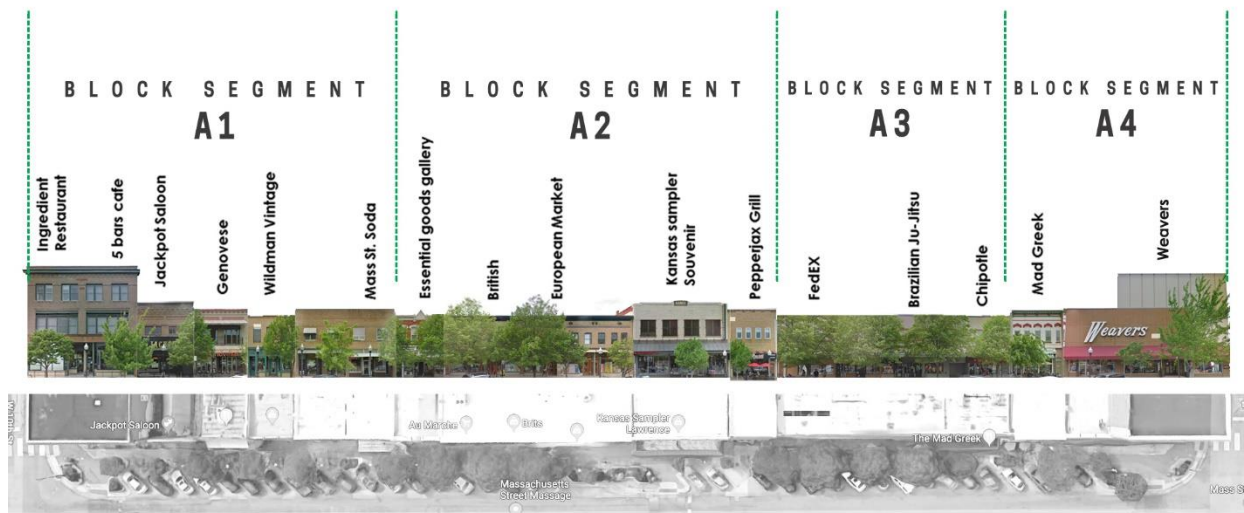 BLOCK SEGMENT
A1
BLOCK SEGMENT
A2
BLOCK SEGMENT
A3
BLOCK SEGMENT
A4
Ingredient
Restaurant
5 bars cafe
Jackpot Saloon
Genovese
Wildman Vintage
Mass St. Soda
Essential goods gallery
British
European Market
Kansas sampler
Souvenir
Pepperjax Grill
FedEX
Brazilian Ju-Jitsu
Chipotle
Mad Greek
Weavers
Weavers
Jackpot Saloon
Au Marche
Brits
Kansas Sampler
Lawrence
The Mad Greek
Massachusetts
Street Massage
Mass S